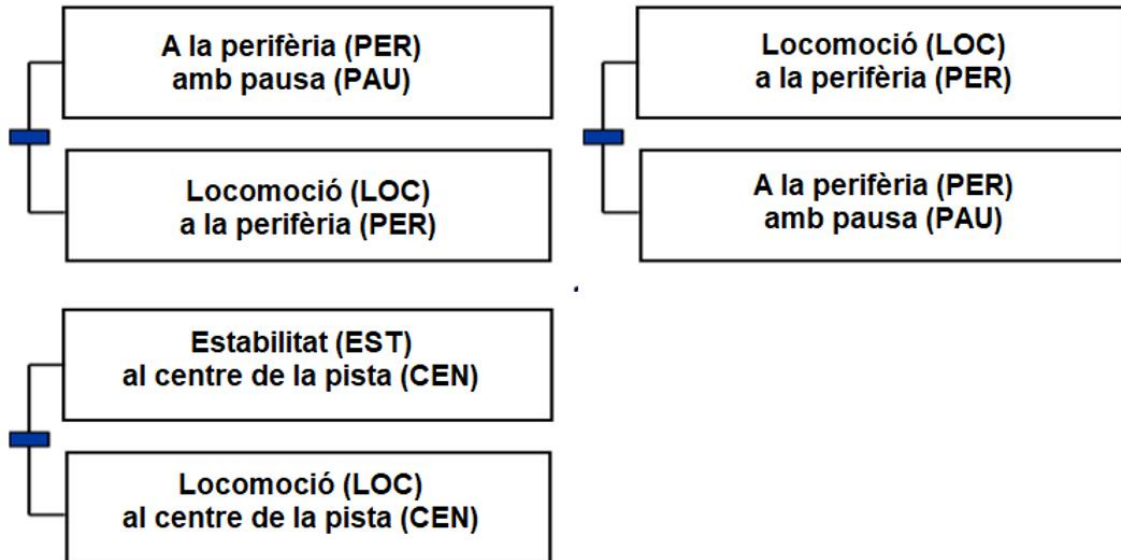 A la perifèria (PER)
amb pausa (PAU)
Locomoció (LOC)
a la perifèria (PER)
Locomoció (LOC)
a la perifèria (PER)
A la perifèria (PER)
amb pausa (PAU)
Estabilitat (EST)
al centre de la pista (CEN)
Locomoció (LOC)
al centre de la pista (CEN)